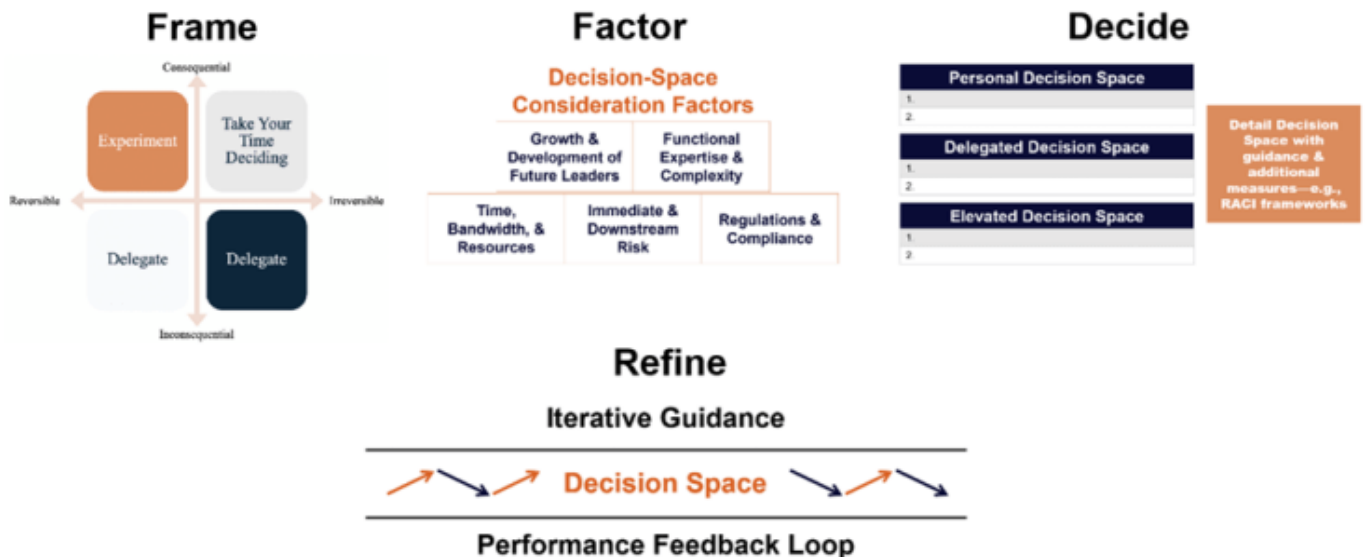 Frame
Consequential
Experiment
Take Your
Time
Deciding
Reversible
Irreversible
Delegate
Delegate
Inconsequential
Factor
Decision-Space
Consideration Factors
Growth &
Development of
Future Leaders
Functional
Expertise &
Complexity
Time,
Bandwidth, &
Resources
Immediate &
Downstream
Risk
Regulations &
Compliance
Decide
Personal Decision Space
1.
2.
Delegated Decision Space
1.
2.
Elevated Decision Space
1.
2.
Detail Decision
Space with
guidance &
additional
measures—e.g.,
RACI frameworks
Refine
Iterative Guidance
Decision Space
Performance Feedback Loop